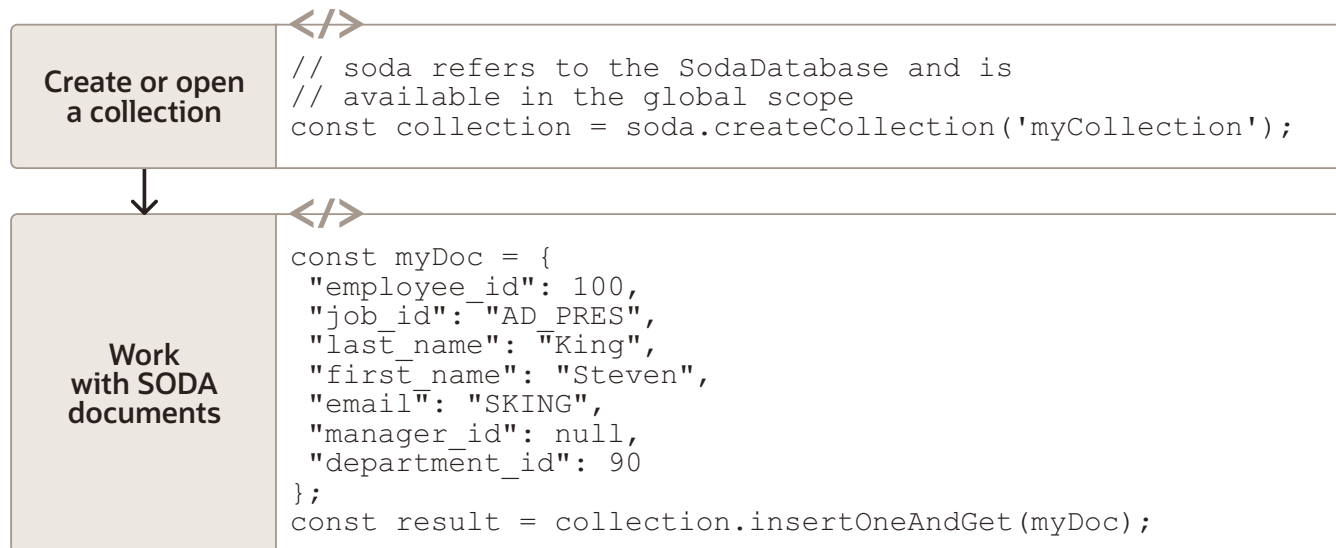 </>
Create or open
a collection
// soda refers to the SodaDatabase and is
// available in the global scope
const collection = soda.createCollection('myCollection');
</>
Work
with SODA
documents
const myDoc = {
"employee_id": 100,
"job_id": "AD_PRES",
"last_name": "King",
"first_name": "Steven",
"email": "SKING",
"manager_id": null,
"department_id": 90
};
const result = collection.insertOneAndGet(myDoc);